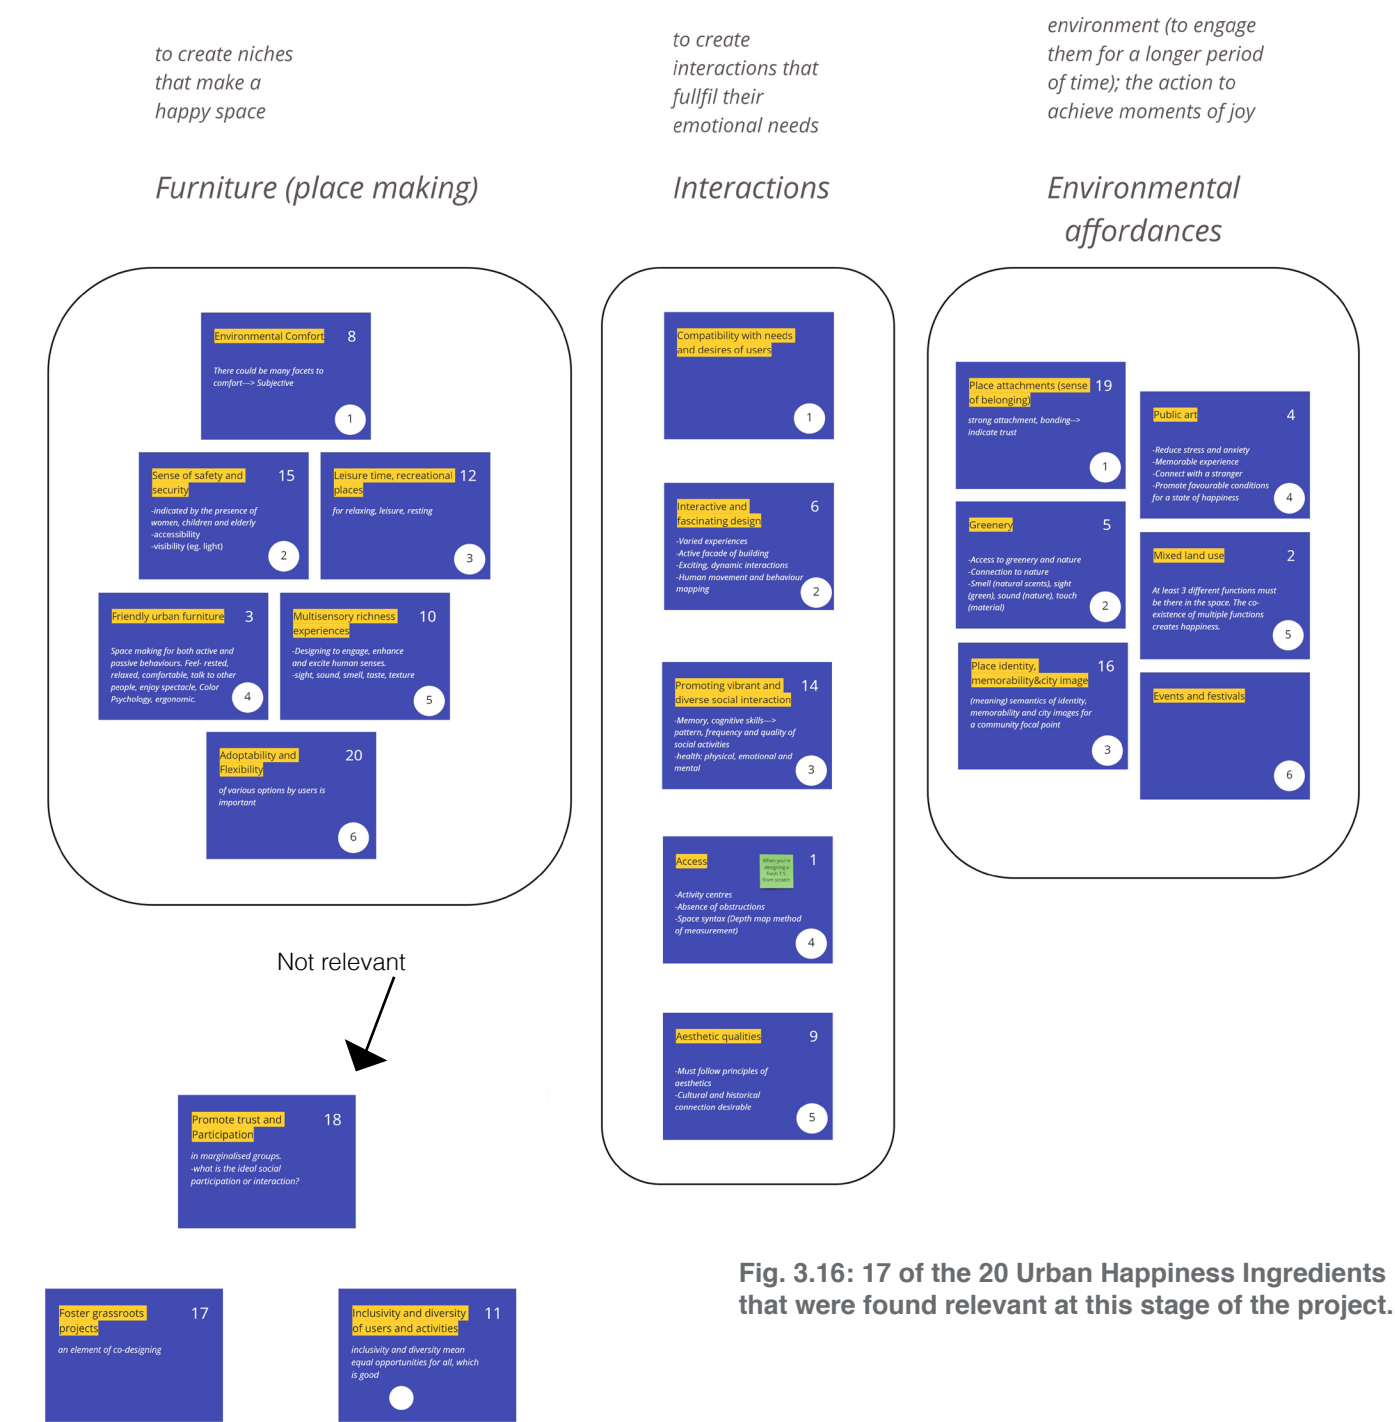 to create niches
that make a
happy space
Furniture (place making)
Environmental Comfort 8
There could be many facets to
comfort---> Subjective
1
Sense of safety and 15
security
-indicated by the presence of
women, children and elderly
-accessibility
-visibility (eg. light)
2
Leisure time, recreational 12
places
for relaxing, leisure, resting
3
Friendly urban furniture 3
Space making for both active and
passive behaviours. Feel- rested,
relaxed, comfortable, talk to other
people, enjoy spectacle, Color
Psychology, ergonomic.
4
Multisensory richness 10
experiences
-Designing to engage, enhance
and excite human senses.
-sight, sound, smell, taste, texture
5
Adoptability and 20
Flexibility
of various options by users is
important
6
to create
interactions that
fullfil their
emotional needs
Interactions
Compatibility with needs
and desires of users
1
Interactive and 6
fascinating design
-Varied experiences
-Active facade of building
-Exciting, dynamic interactions
-Human movement and behaviour
mapping
2
Promoting vibrant and 14
diverse social interaction
-Memory, cognitive skills--->
pattern, frequency and quality of
social activities
-health: physical, emotional and
mental
3
Access 1
When you're
designing a
fresh T.S
from scratch
-Activity centres
-Absence of obstructions
-Space syntax (Depth map method
of measurement)
4
Aesthetic qualities 9
-Must follow principles of
aesthetics
-Cultural and historical
connection desirable
5
environment (to engage
them for a longer period
of time); the action to
achieve moments of joy
Environmental
affordances
Place attachments (sense 19
of belonging)
strong attachment, bonding-->
indicate trust
1
Greenery 5
-Access to greenery and nature
-Connection to nature
-Smell (natural scents), sight
(green), sound (nature), touch
(material)
2
Place identity, 16
memorability&city image
(meaning) semantics of identity,
memorability and city images for
a community focal point
3
Public art 4
-Reduce stress and anxiety
-Memorable experience
-Connect with a stranger
-Promote favourable conditions
for a state of happiness
4
Mixed land use 2
At least 3 different functions must
be there in the space. The co-
existence of multiple functions
creates happiness.
5
Events and festivals
6
Not relevant
Promote trust and 18
Participation
in marginalised groups.
-what is the ideal social
participation or interaction?
Foster grassroots 17
projects
an element of co-designing
Inclusivity and diversity 11
of users and activities
inclusivity and diversity mean
equal opportunities for all, which
is good
Fig. 3.16: 17 of the 20 Urban Happiness Ingredients
that were found relevant at this stage of the project.